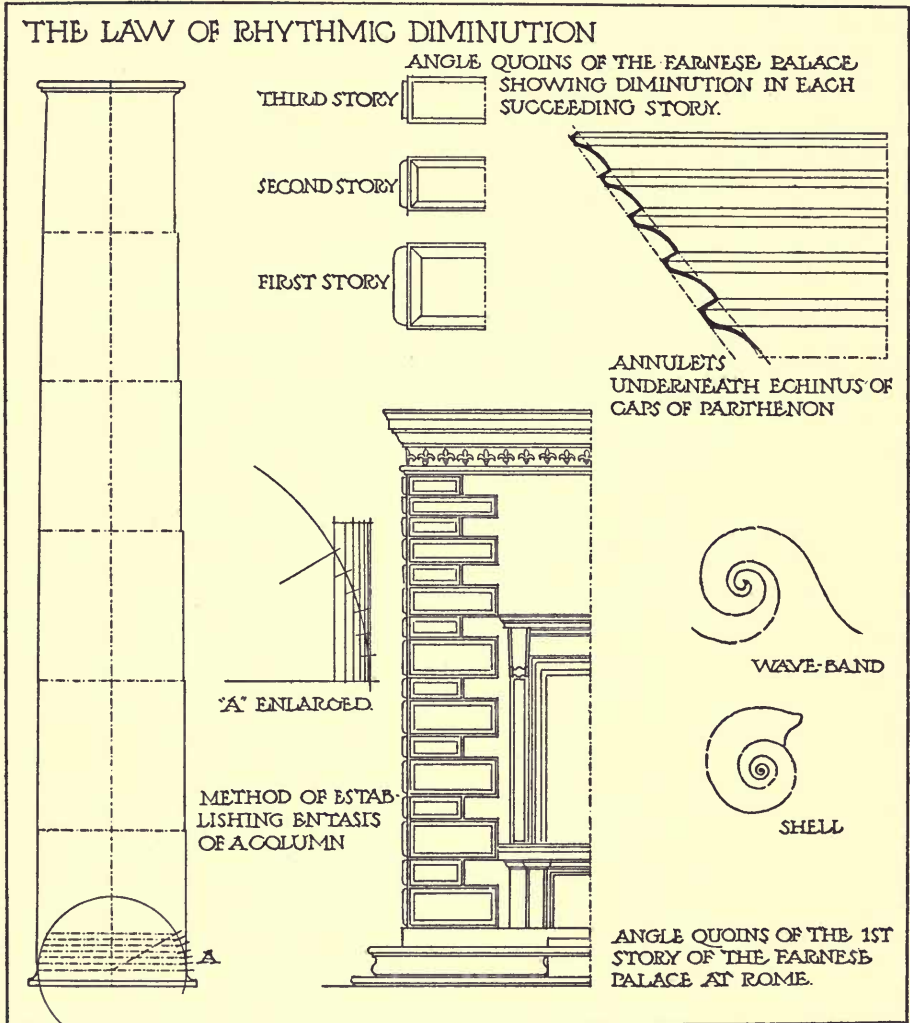 THE LAW OF RHYTHMIC DIMINUTION
ANGLE QUOINS OF THE FARNESE PALACE
SHOWING DIMINUTION IN EACH
SUCCEEDING STORY.
THIRD STORY
SECOND STORY
FIRST STORY
ANNULETS
UNDERNEATH ECHINUS OF
CAPS OF PARTHENON
"A" ENLARGED.
METHOD OF ESTAB-
LISHING ENTASIS
OF A COLUMN
A
WAVE-BAND
SHELL
ANGLE QUOINS OF THE 1ST
STORY OF THE FARNESE
PALACE AT ROME.